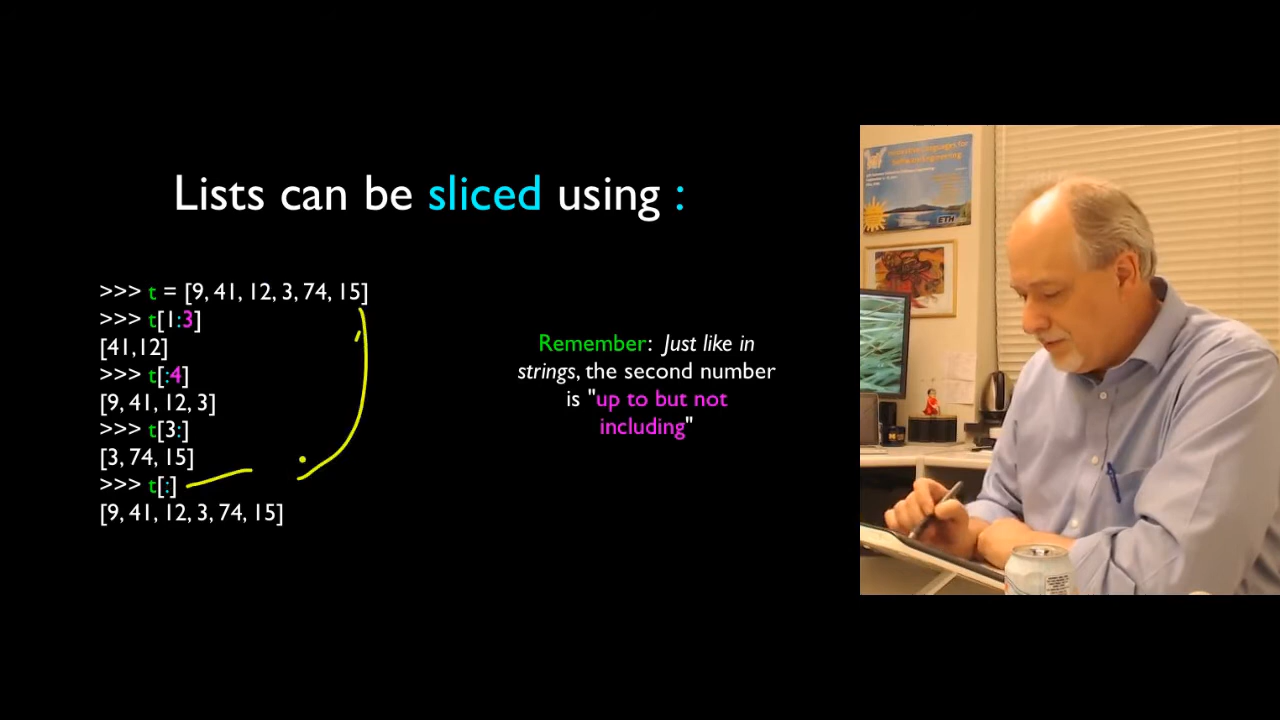 Lists can be sliced using :
>>> t = [9, 41, 12, 3, 74, 15]
>>> t[1:3]
[41,12]
>>> t[:4]
[9, 41, 12, 3]
>>> t[3:]
[3, 74, 15]
>>> t[:]
[9, 41, 12, 3, 74, 15]
Remember: Just like in
strings, the second number
is "up to but not
including"
ETH